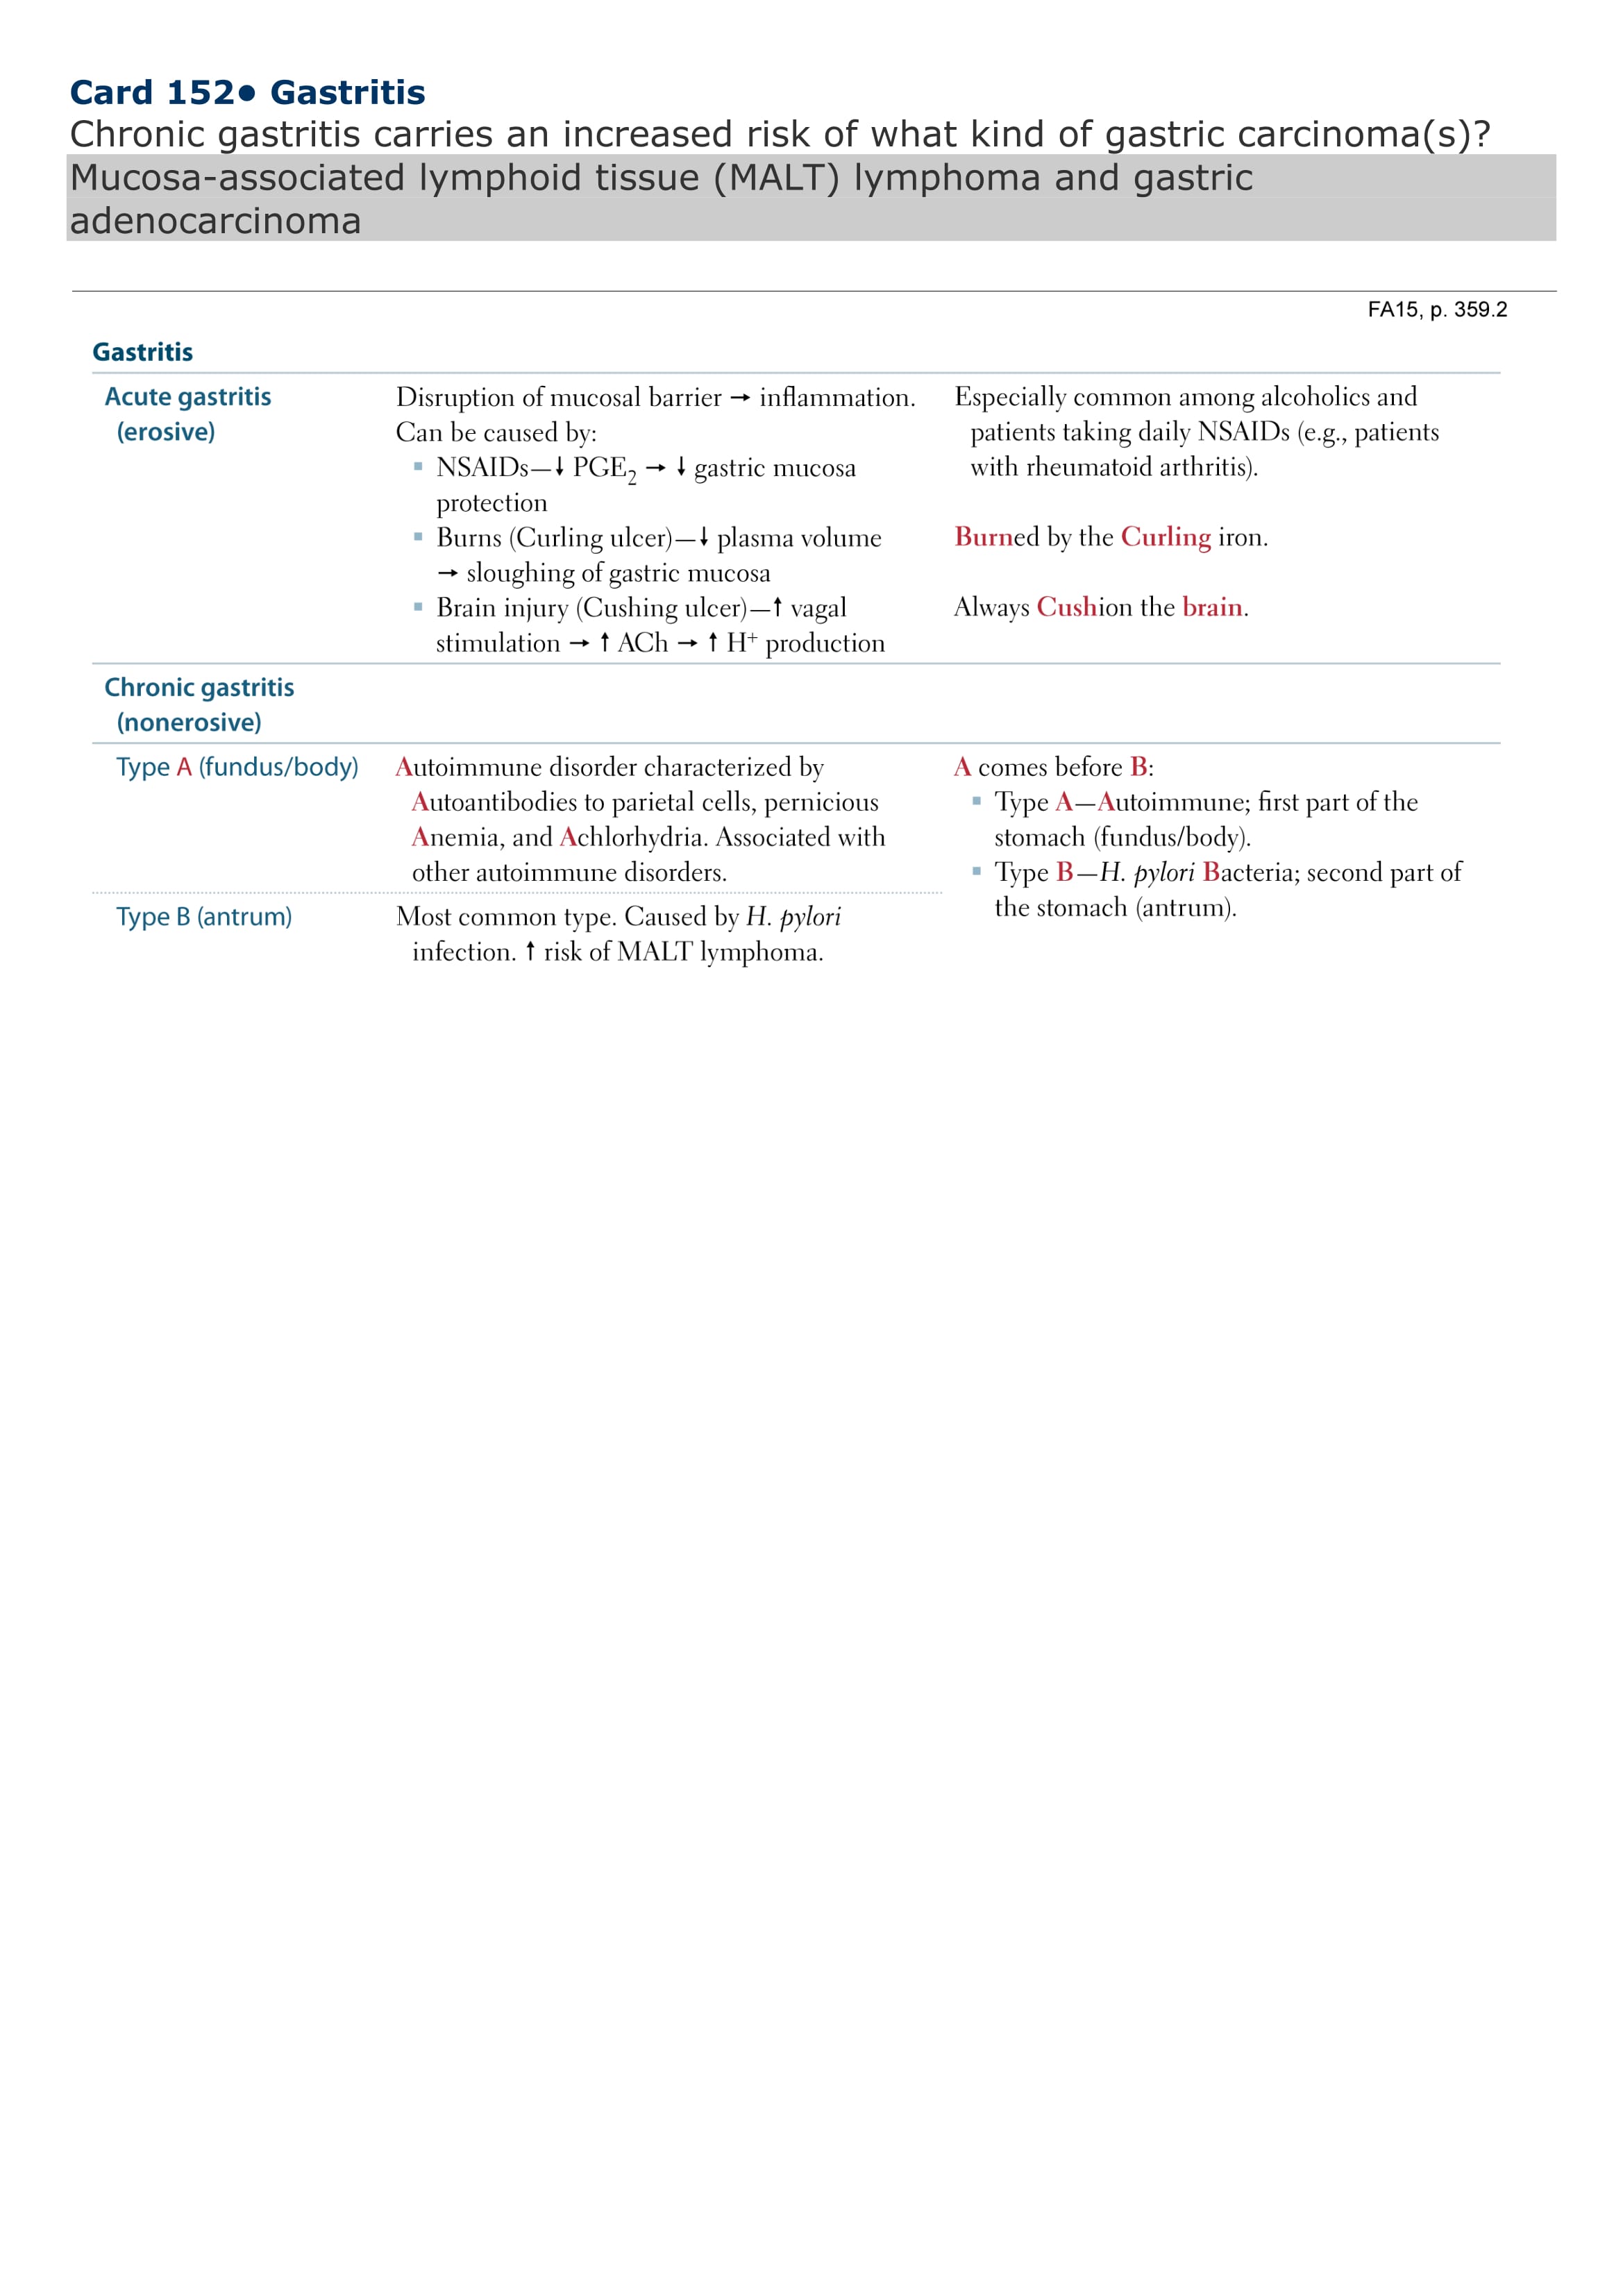 Card 152• Gastritis
Chronic gastritis carries an increased risk of what kind of gastric carcinoma(s)?
Mucosa-associated lymphoid tissue (MALT) lymphoma and gastric
adenocarcinoma
FA15, p. 359.2
Gastritis
Acute gastritis
(erosive)
Disruption of mucosal barrier → inflammation.
Can be caused by:
▪ NSAIDs—↓ PGE₂ → ↓ gastric mucosa
protection
▪ Burns (Curling ulcer)—↓ plasma volume
→ sloughing of gastric mucosa
▪ Brain injury (Cushing ulcer)—↑ vagal
stimulation → ↑ ACh → ↑ H⁺ production
Especially common among alcoholics and
patients taking daily NSAIDs (e.g., patients
with rheumatoid arthritis).
Burned by the Curling iron.
Always Cushion the brain.
Chronic gastritis
(nonerosive)
Type A (fundus/body)
Autoimmune disorder characterized by
Autoantibodies to parietal cells, pernicious
Anemia, and Achlorhydria. Associated with
other autoimmune disorders.
A comes before B:
▪ Type A—Autoimmune; first part of the
stomach (fundus/body).
▪ Type B—H. pylori Bacteria; second part of
the stomach (antrum).
Type B (antrum)
Most common type. Caused by H. pylori
infection. ↑ risk of MALT lymphoma.